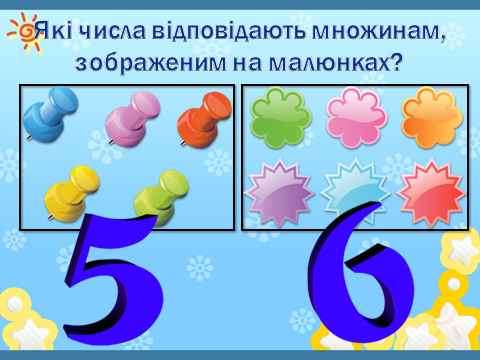 Які числа відповідають множинам,
зображеним на малюнках?
5 6